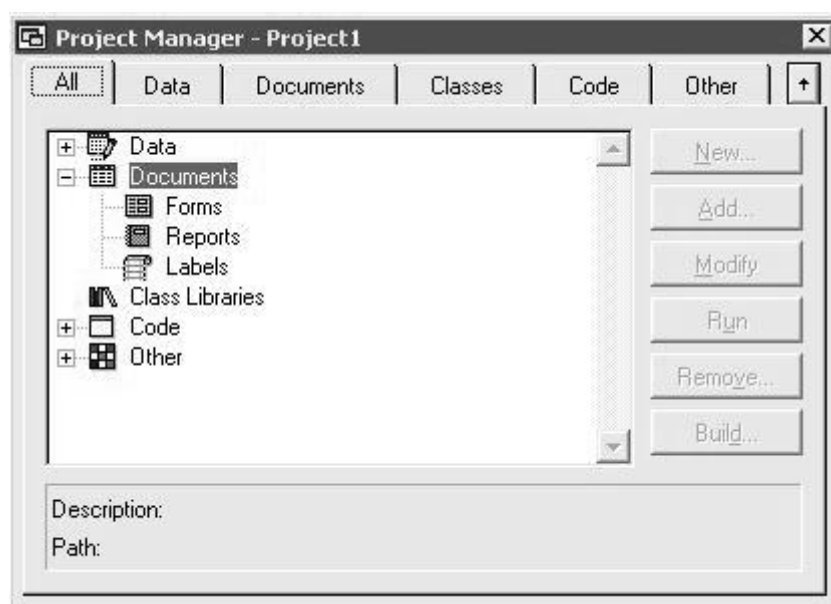 Project Manager - Project1
All Data Documents Classes Code Other
Data
Documents
Forms
Reports
Labels
Class Libraries
Code
Other
New...
Add...
Modify
Run
Remove...
Build...
Description:
Path: